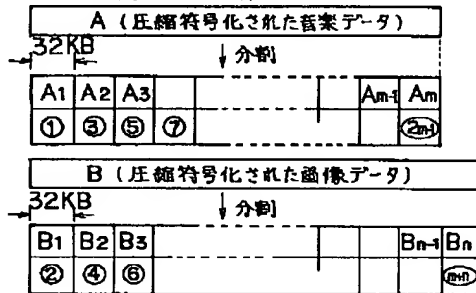 A（圧縮符号化された音楽データ）
32KB
分割
A1 A2 A3 Am-1 Am
① ③ ⑤ ⑦ 2m-1
B（圧縮符号化された画像データ）
32KB
分割
B1 B2 B3 Bn-1 Bn
② ④ ⑥ m+n